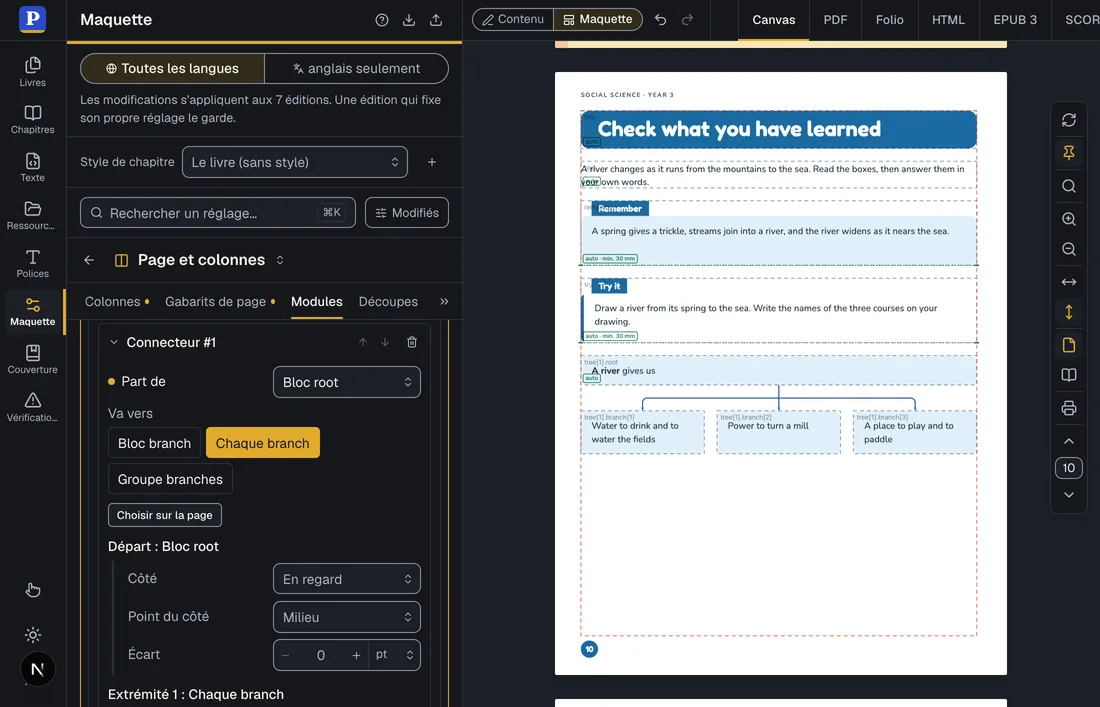 P
Livres
Chapitres
Texte
Ressourc...
Polices
Maquette
Couverture
Vérificatio...
N
Maquette
Toutes les langues
anglais seulement
Les modifications s'appliquent aux 7 éditions. Une édition qui fixe
son propre réglage le garde.
Style de chapitre
Le livre (sans style)
+
Rechercher un réglage...
⌘K
Modifiés
Page et colonnes
Colonnes
Gabarits de page
Modules
Découpes
»
Connecteur #1
Part de
Bloc root
Va vers
Bloc branch
Chaque branch
Groupe branches
Choisir sur la page
Départ : Bloc root
Côté
En regard
Point du côté
Milieu
Écart
− 0 + pt
Extrémité 1 : Chaque branch
Contenu
Maquette
Canvas
PDF
Folio
HTML
EPUB 3
SCOR
SOCIAL SCIENCE · YEAR 3
Check what you have learned
auto
A river changes as it runs from the mountains to the sea. Read the boxes, then answer them in
your own words.
Remember
A spring gives a trickle, streams join into a river, and the river widens as it nears the sea.
auto · min. 30 mm
Try it
Draw a river from its spring to the sea. Write the names of the three courses on your
drawing.
auto · min. 30 mm
tree[1].root
A river gives us
auto
tree[1].branch[1]
Water to drink and to
water the fields
tree[1].branch[2]
Power to turn a mill
tree[1].branch[3]
A place to play and to
paddle
10
10